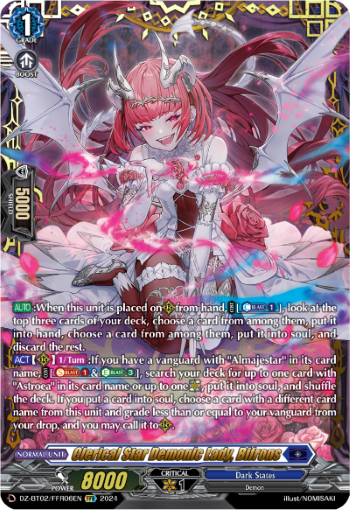 1
GRADE
BOOST
5000
SHIELD
AUTO:When this unit is placed on R from hand, COST [C BLAST 1], look at the
top three cards of your deck, choose a card from among them, put it
into hand, choose a card from among them, put it into soul, and
discard the rest.
ACT R 1/Turn:If you have a vanguard with "Almajestar" in its card
name, COST [S BLAST 1 & E BLAST 3], search your deck for up to one card with
"Astroea" in its card name or up to one , put it into soul, and shuffle
the deck. If you put a card into soul, choose a card with a different card
name from this unit and grade less than or equal to your vanguard from
your drop, and you may call it to R.
NORMAL UNIT
Clerical Star Demonic Lady, Ritrous
POWER 8000
CRITICAL
1
Dark States
Demon
DZ-BT02/FFR06EN FFR 2024
illust/NOMISAKI